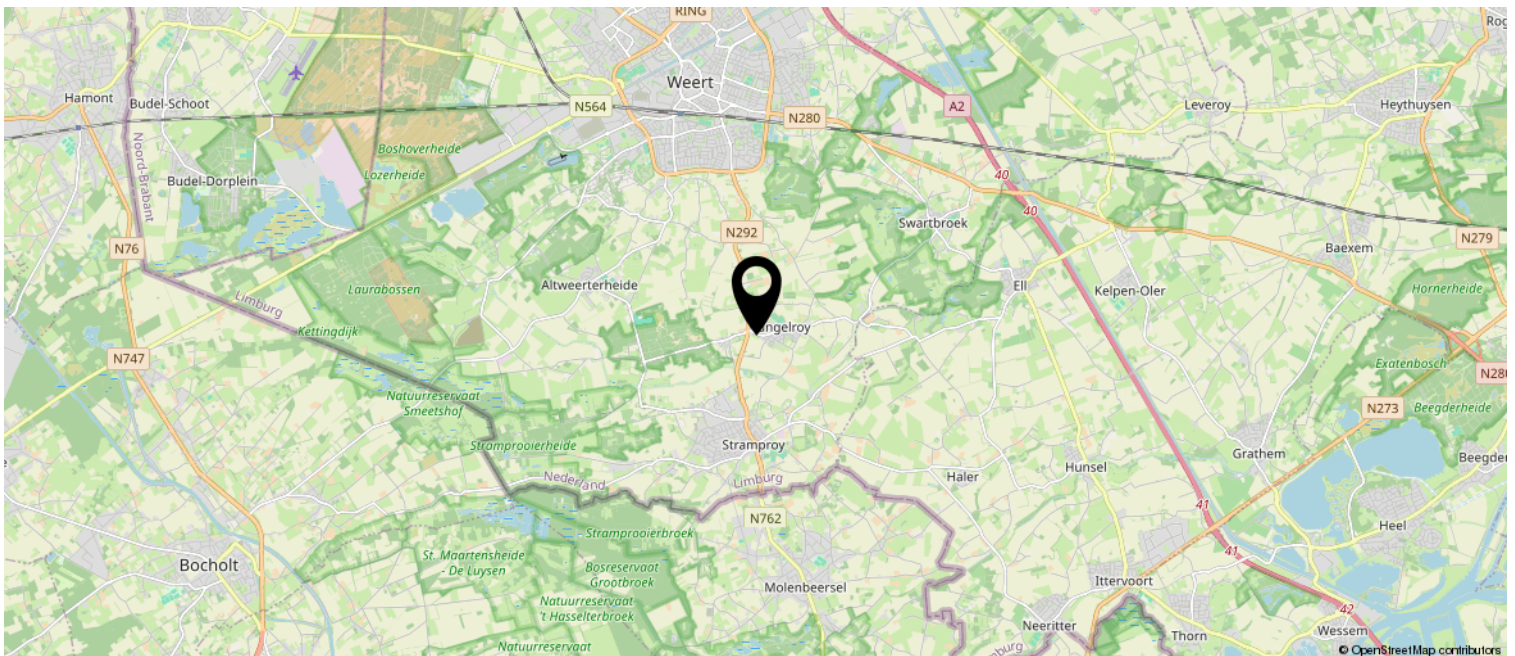 RING
Rog
Weert
Hamont
Budel-Schoot
N564
A2
Leveroy
Heythuysen
N280
Noord-Brabant
Boshoverheide
Lozerheide
Budel-Dorplein
40
40
Swartbroek
N76
N292
N279
Baexem
Limburg
Laurabossen
Altweerterheide
Ell
Kelpen-Oler
Hornerheide
Kettingdijk
ngelroy
N747
Exatenbosch
N280
Natuurreservaat
Smeetshof
N273
Beegderheide
Stramprooierheide
Stramproy
Grathem
Beegder
Hunsel
Haler
Nederland
Limburg
41
N762
Heel
Stramprooierbroek
41
St. Maartensheide
- De Luysen
Bocholt
Bosreservaat
Grootbroek
Molenbeersel
Ittervoort
Natuurreservaat
't Hasselterbroek
42
Neeritter
Thorn
Wessem
Natuurreservaat
mburg
© OpenStreetMap contributors